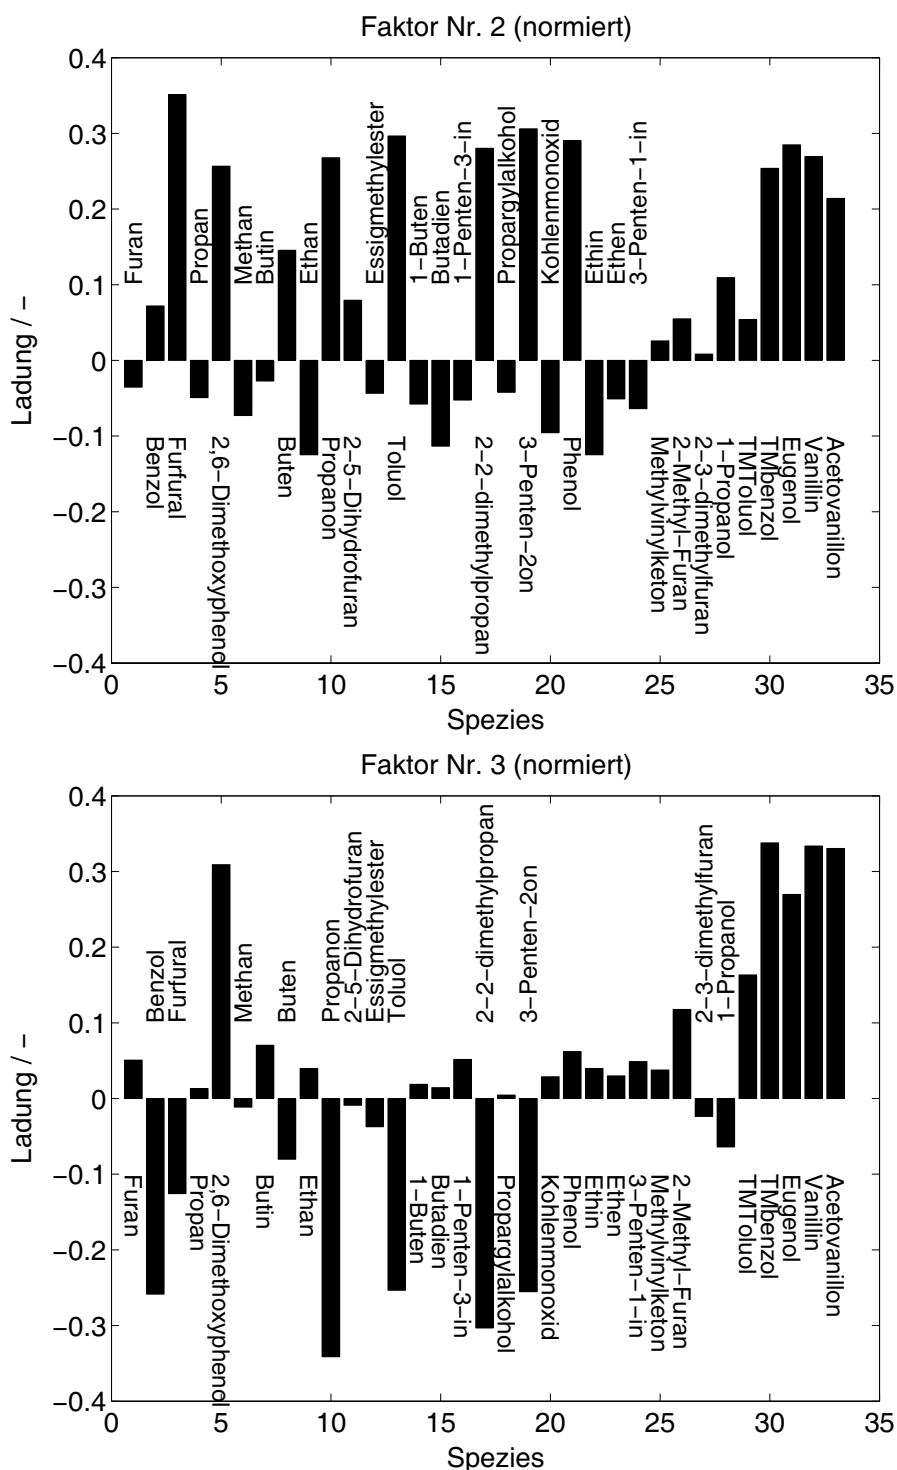 Faktor Nr. 2 (normiert)
0.4
0.3
0.2
0.1
0
−0.1
−0.2
−0.3
−0.4
Ladung / −
Furan
Propan
Methan
Butin
Ethan
Essigmethylester
1−Buten
Butadien
1−Penten−3−in
Propargylalkohol
Kohlenmonoxid
Ethin
Ethen
3−Penten−1−in
Benzol
Furfural
2,6−Dimethoxyphenol
Buten
Propanon
2−5−Dihydrofuran
Toluol
2−2−dimethylpropan
3−Penten−2on
Phenol
Methylvinylketon
2−Methyl−Furan
2−3−dimethylfuran
1−Propanol
TMToluol
TMbenzol
Eugenol
Vanillin
Acetovanillon
0 5 10 15 20 25 30 35
Spezies
Faktor Nr. 3 (normiert)
0.4
0.3
0.2
0.1
0
−0.1
−0.2
−0.3
−0.4
Ladung / −
Benzol
Furfural
Methan
Buten
Propanon
2−5−Dihydrofuran
Essigmethylester
Toluol
2−2−dimethylpropan
3−Penten−2on
2−3−dimethylfuran
1−Propanol
Furan
Propan
2,6−Dimethoxyphenol
Butin
Ethan
1−Buten
Butadien
1−Penten−3−in
Propargylalkohol
Kohlenmonoxid
Phenol
Ethin
Ethen
3−Penten−1−in
Methylvinylketon
2−Methyl−Furan
TMToluol
TMbenzol
Eugenol
Vanillin
Acetovanillon
0 5 10 15 20 25 30 35
Spezies